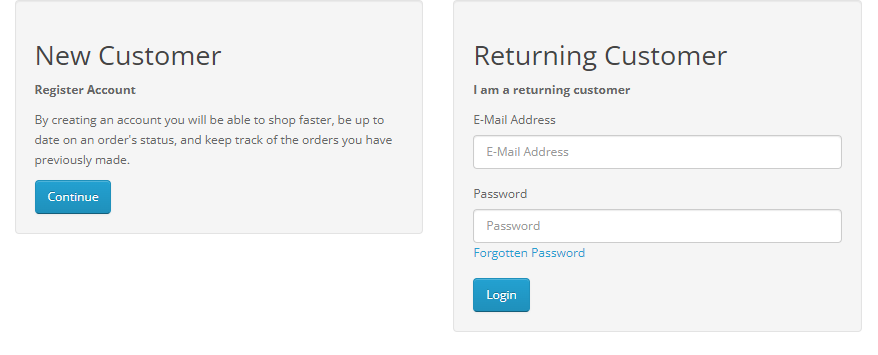 New Customer
Register Account
By creating an account you will be able to shop faster, be up to
date on an order's status, and keep track of the orders you have
previously made.
Continue
Returning Customer
I am a returning customer
E-Mail Address
E-Mail Address
Password
Password
Forgotten Password
Login